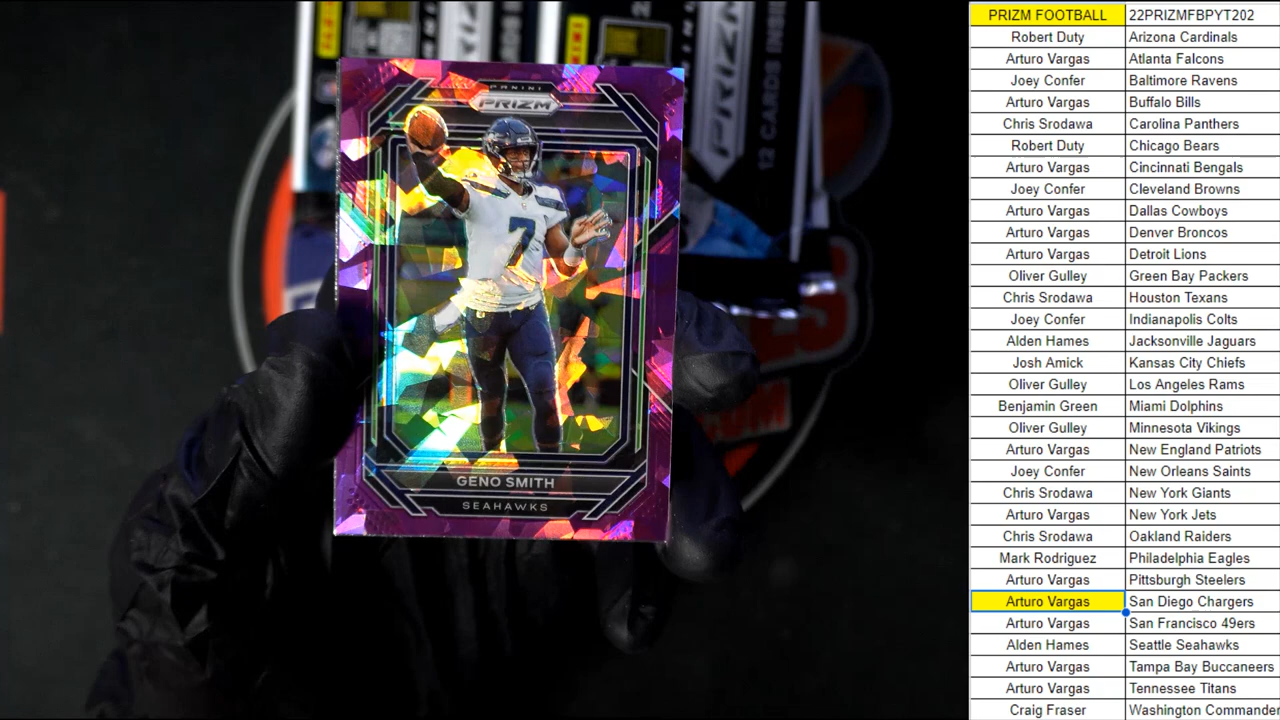 PANINI
PRIZM
7
GENO SMITH
SEAHAWKS
12 CARDS INSI
PRIZM
PRIZM FOOTBALL 22PRIZMFBPYT202
Robert Duty Arizona Cardinals
Arturo Vargas Atlanta Falcons
Joey Confer Baltimore Ravens
Arturo Vargas Buffalo Bills
Chris Srodawa Carolina Panthers
Robert Duty Chicago Bears
Arturo Vargas Cincinnati Bengals
Joey Confer Cleveland Browns
Arturo Vargas Dallas Cowboys
Arturo Vargas Denver Broncos
Arturo Vargas Detroit Lions
Oliver Gulley Green Bay Packers
Chris Srodawa Houston Texans
Joey Confer Indianapolis Colts
Alden Hames Jacksonville Jaguars
Josh Amick Kansas City Chiefs
Oliver Gulley Los Angeles Rams
Benjamin Green Miami Dolphins
Oliver Gulley Minnesota Vikings
Arturo Vargas New England Patriots
Joey Confer New Orleans Saints
Chris Srodawa New York Giants
Arturo Vargas New York Jets
Chris Srodawa Oakland Raiders
Mark Rodriguez Philadelphia Eagles
Arturo Vargas Pittsburgh Steelers
Arturo Vargas San Diego Chargers
Arturo Vargas San Francisco 49ers
Alden Hames Seattle Seahawks
Arturo Vargas Tampa Bay Buccaneers
Arturo Vargas Tennessee Titans
Craig Fraser Washington Commander